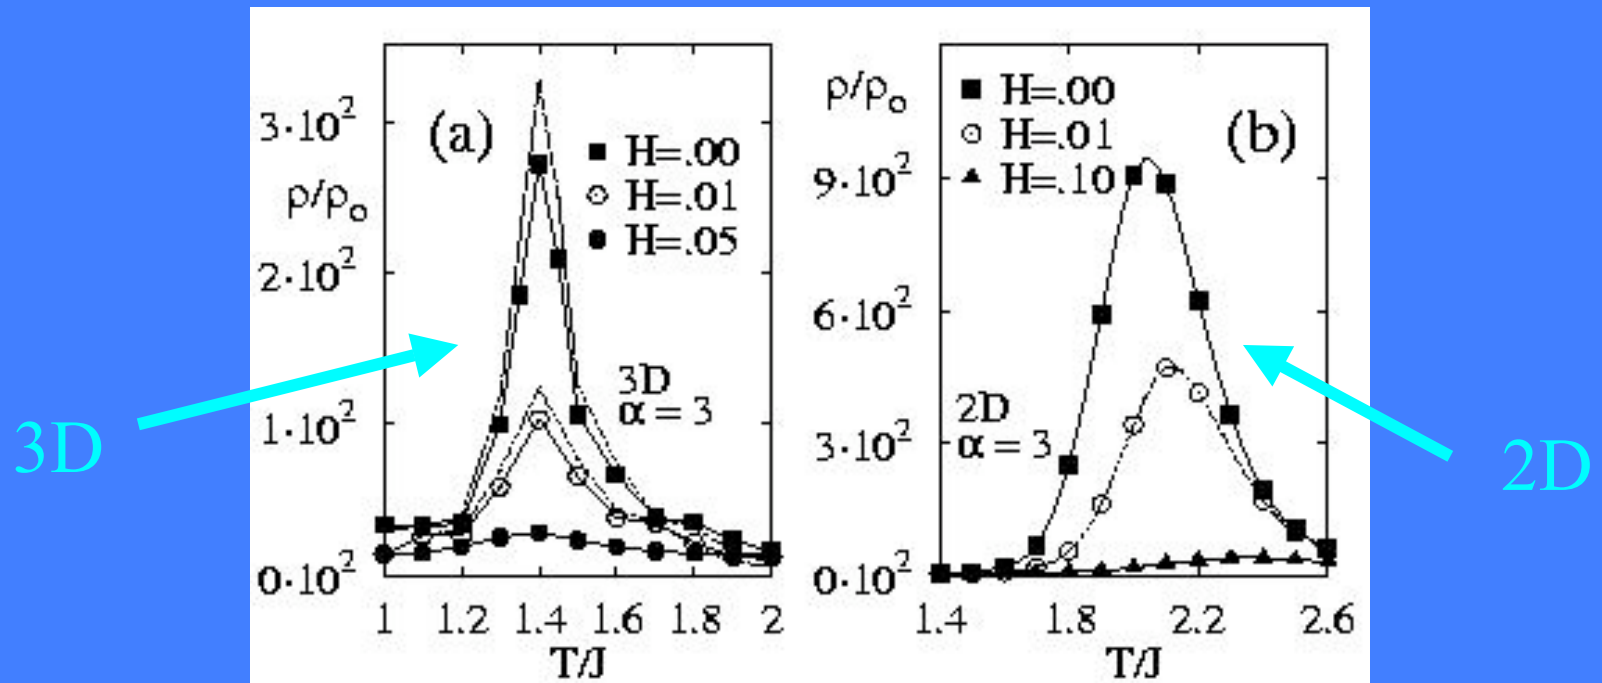 3·10²
2·10²
1·10²
0·10²
ρ/ρ₀
(a)
H=.00
H=.01
H=.05
3D
α = 3
1 1.2 1.4 1.6 1.8 2
T/J
ρ/ρ₀
9·10²
6·10²
3·10²
0·10²
H=.00
H=.01
H=.10
(b)
2D
α = 3
1.4 1.8 2.2 2.6
T/J
3D
2D